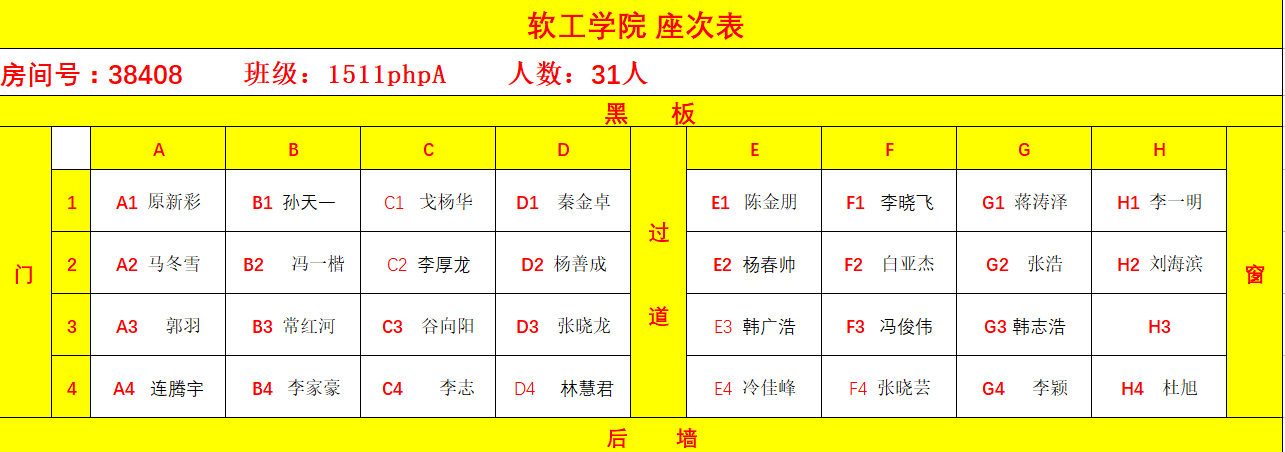 软工学院 座次表
房间号：38408 班级：1511phpA 人数：31人
黑 板
A B C D E F G H
1 A1 原新彩 B1 孙天一 C1 戈杨华 D1 秦金卓 E1 陈金朋 F1 李晓飞 G1 蒋涛泽 H1 李一明
过
2 A2 马冬雪 B2 冯一楷 C2 李厚龙 D2 杨善成 E2 杨春帅 F2 白亚杰 G2 张浩 H2 刘海滨
门 窗
道
3 A3 郭羽 B3 常红河 C3 谷向阳 D3 张晓龙 E3 韩广浩 F3 冯俊伟 G3 韩志浩 H3
4 A4 连腾宇 B4 李家豪 C4 李志 D4 林慧君 E4 冷佳峰 F4 张晓芸 G4 李颖 H4 杜旭
后 墙